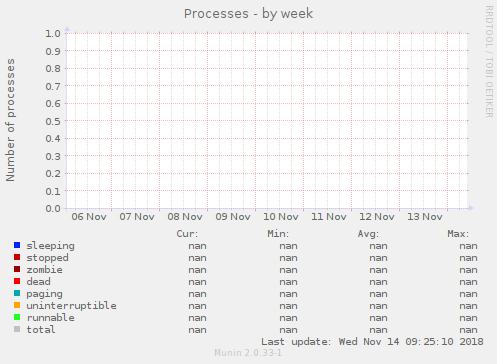 Processes - by week
RRDTOOL / TOBI OETIKER
Number of processes
1.0
0.9
0.8
0.7
0.6
0.5
0.4
0.3
0.2
0.1
0.0
06 Nov 07 Nov 08 Nov 09 Nov 10 Nov 11 Nov 12 Nov 13 Nov
Cur: Min: Avg: Max:
sleeping nan nan nan nan
stopped nan nan nan nan
zombie nan nan nan nan
dead nan nan nan nan
paging nan nan nan nan
uninterruptible nan nan nan nan
runnable nan nan nan nan
total nan nan nan nan
Last update: Wed Nov 14 09:25:10 2018
Munin 2.0.33-1